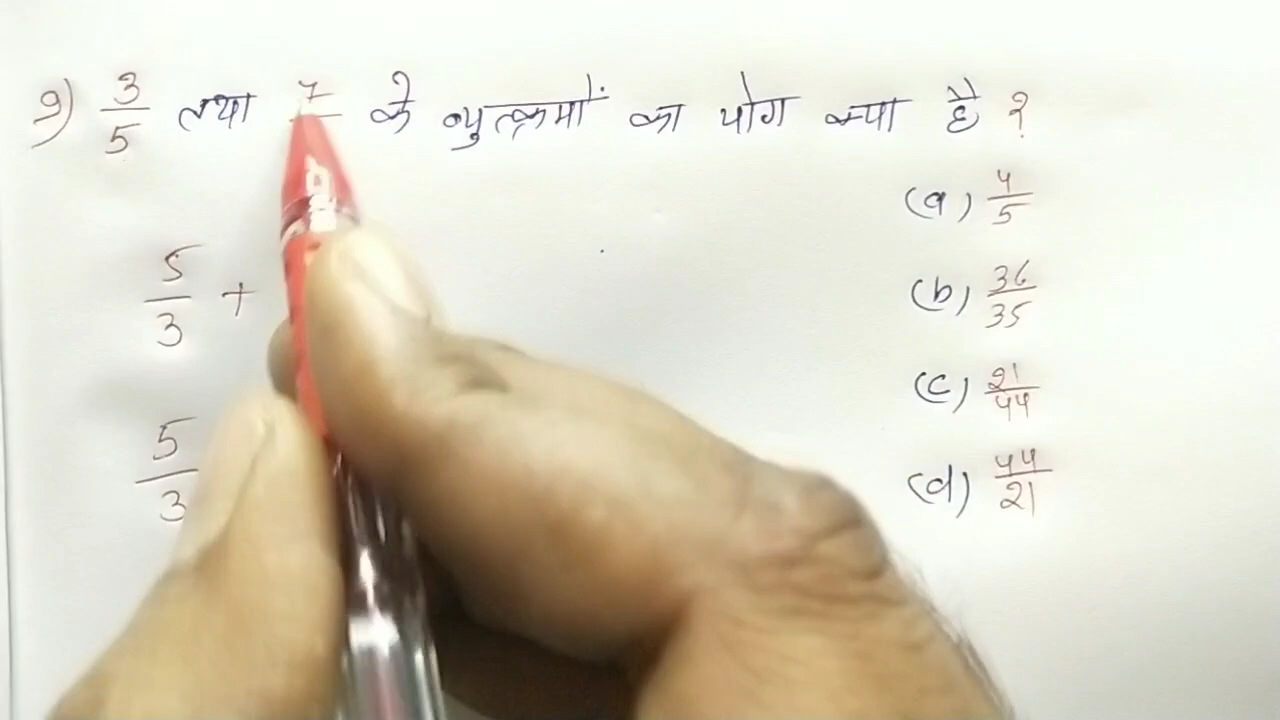 9) 3/5 तथा 7/ के व्युत्क्रमों का योग क्या है ?
(a) 4/5
5/3 +
(b) 36/35
(c) 21/44
5/3
(d) 44/21